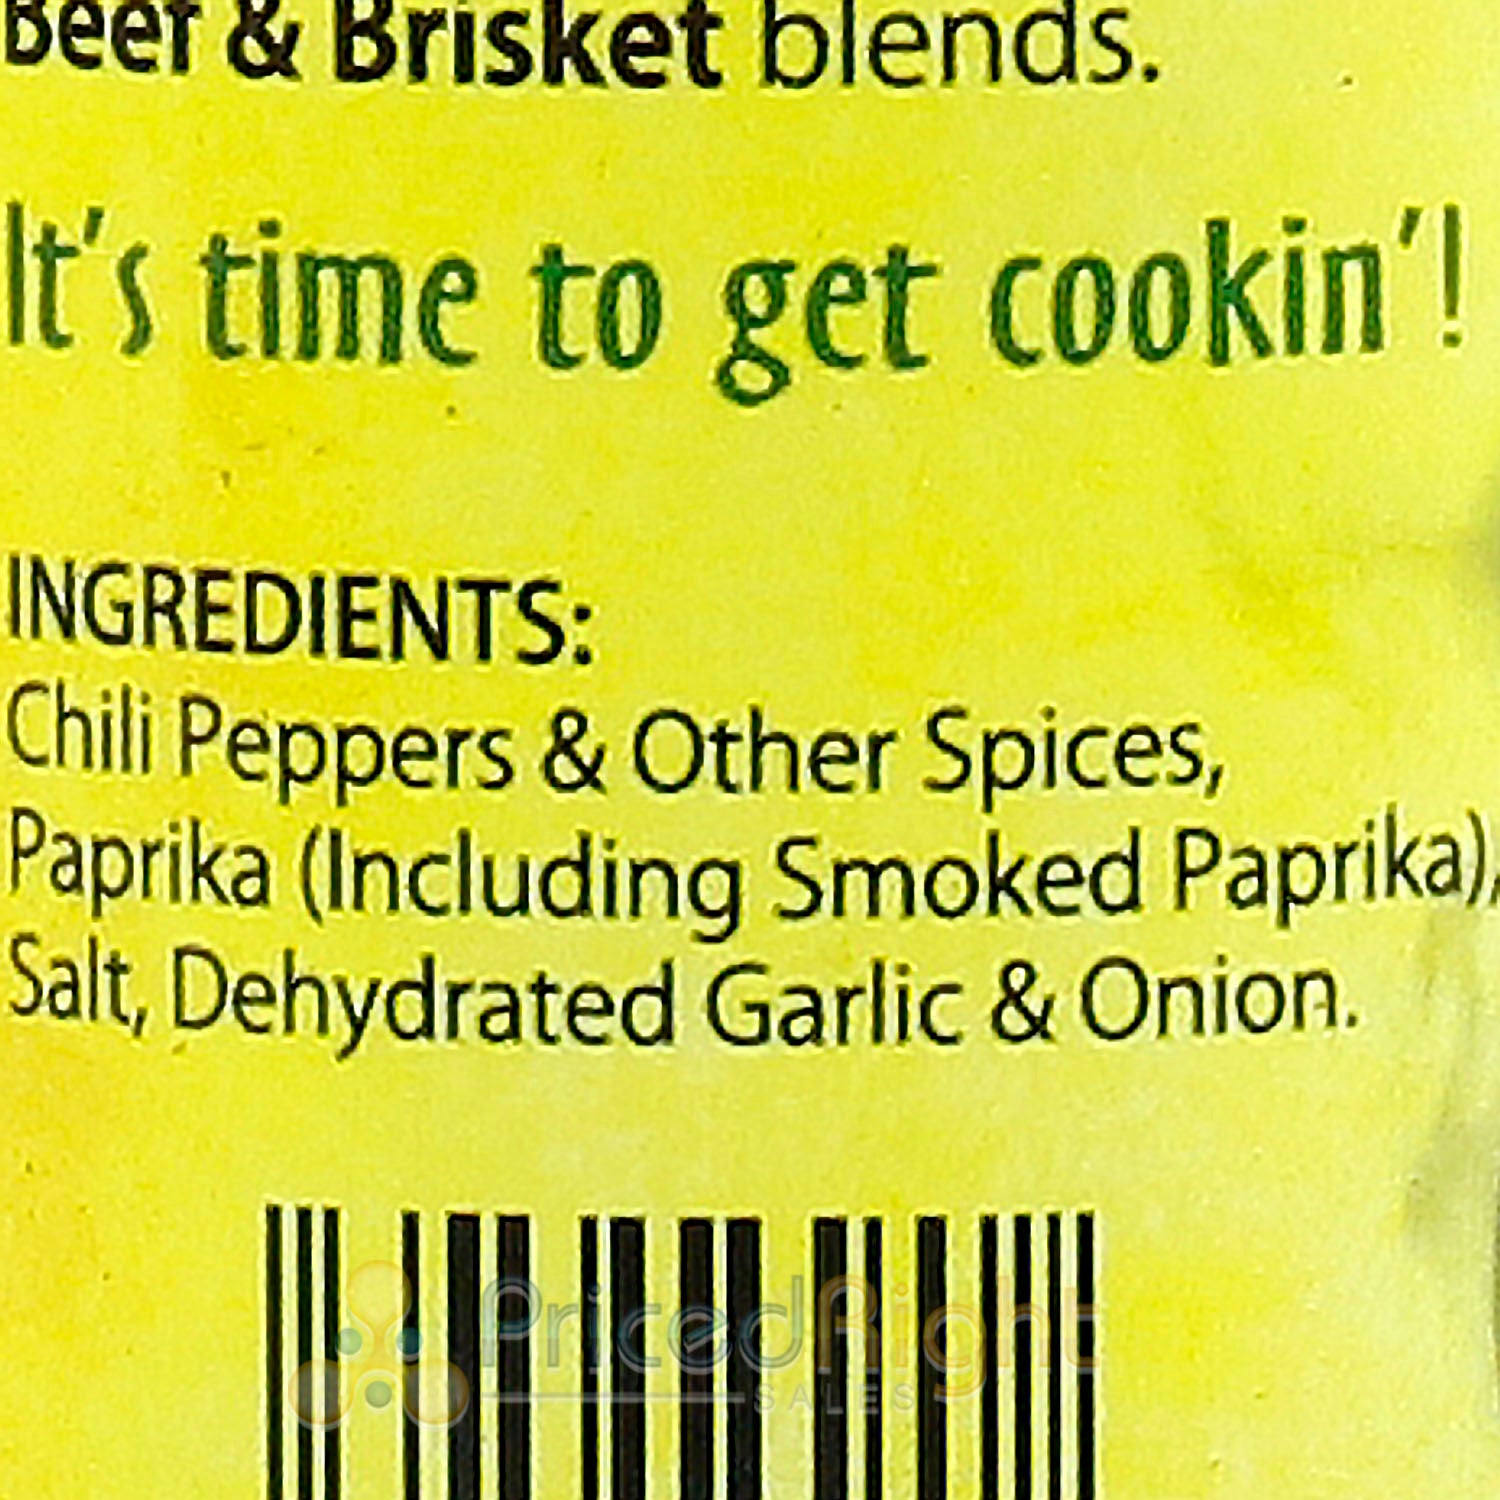 Beef & Brisket blends.
It's time to get cookin'!
INGREDIENTS:
Chili Peppers & Other Spices,
Paprika (Including Smoked Paprika),
Salt, Dehydrated Garlic & Onion.
PricedRight
SALES